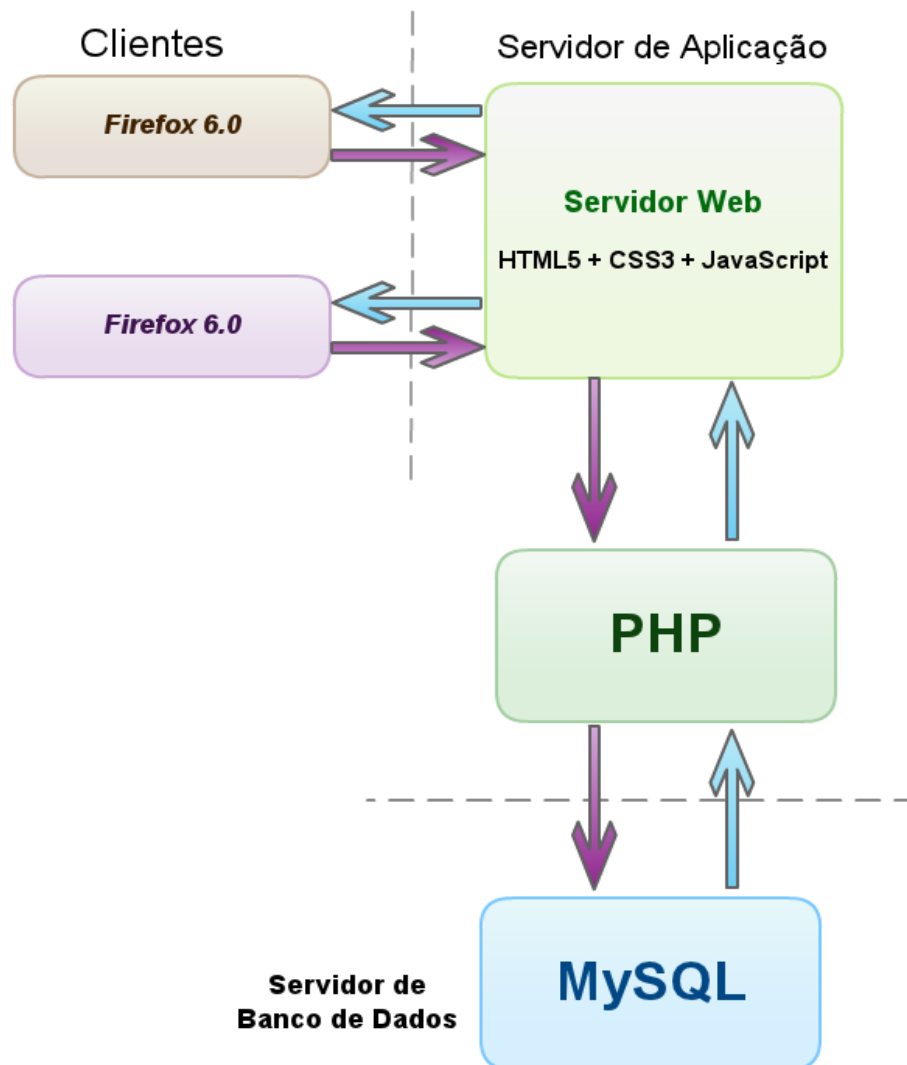 Clientes
Servidor de Aplicação
Firefox 6.0
Servidor Web
HTML5 + CSS3 + JavaScript
Firefox 6.0
PHP
MySQL
Servidor de
Banco de Dados